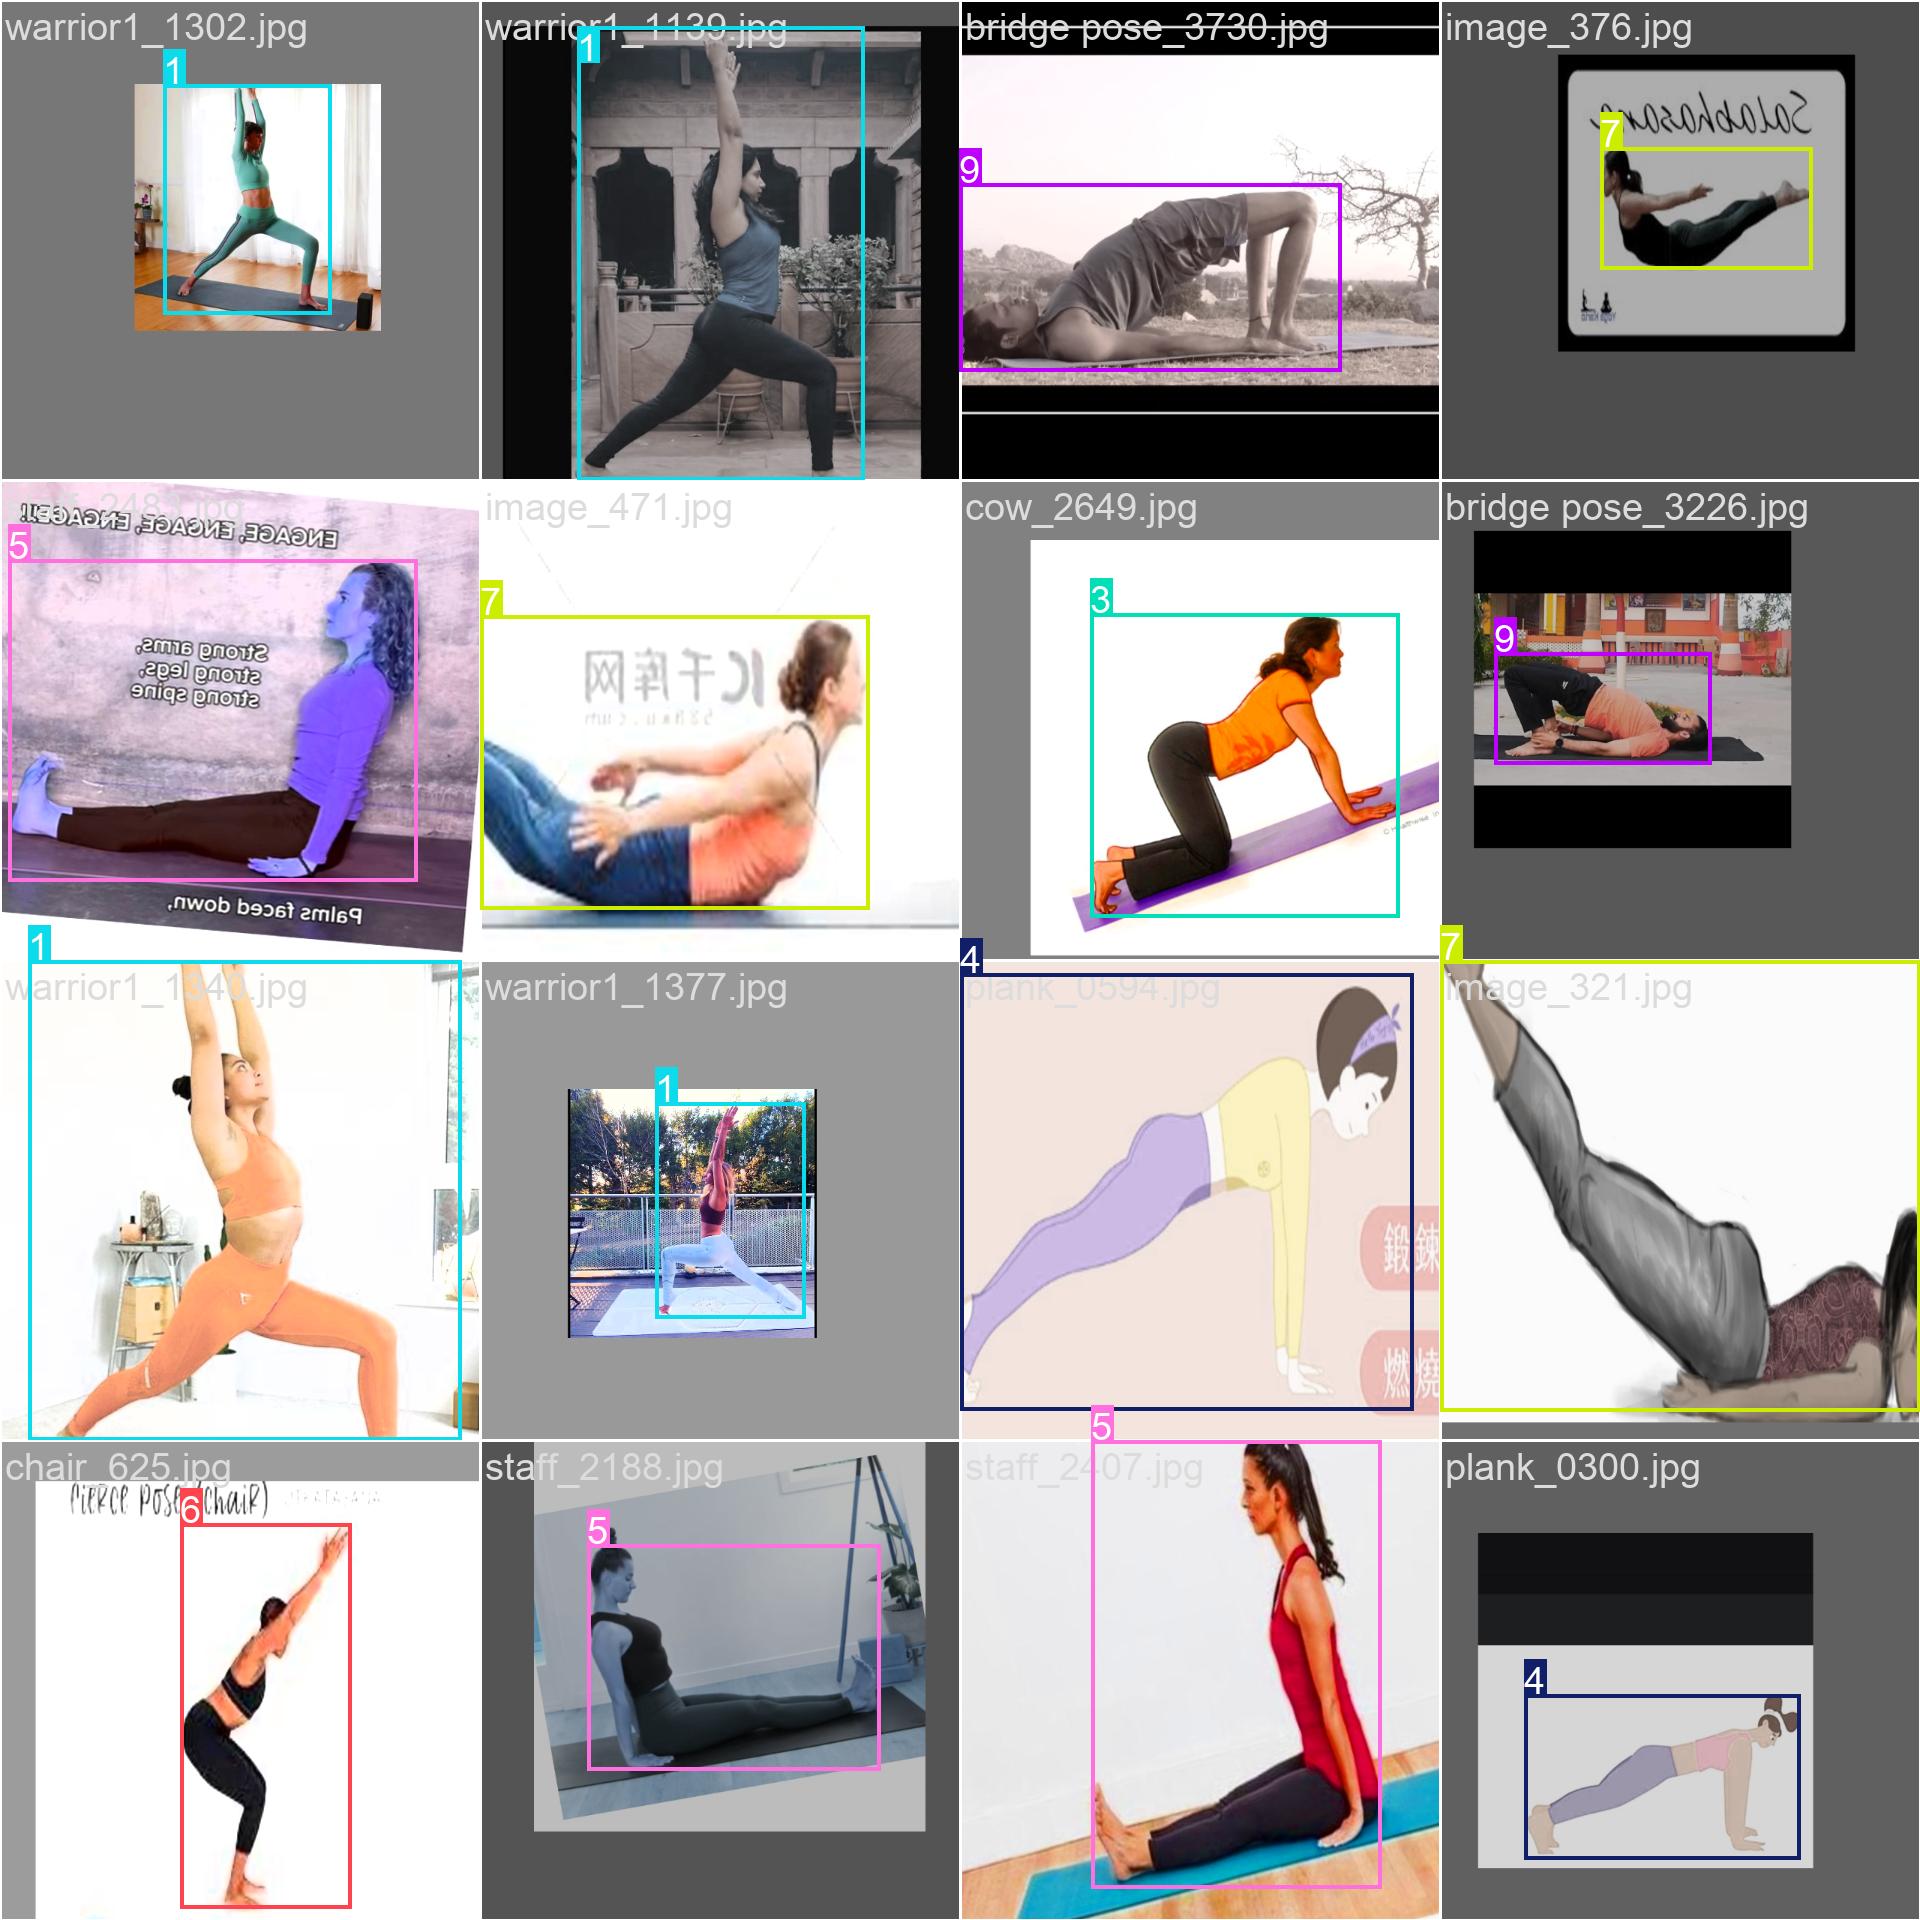 warrior1_1302.jpg
1
warrior1_1139.jpg
1
bridge pose_3730.jpg
9
image_376.jpg
Salabhasana
7
staff_2483.jpg
ENGAGE, ENGAGE, ENGAGE!!
5
Strong arms,
strong legs,
strong spine
Palms faced down,
image_471.jpg
7
千库网
cow_2649.jpg
3
bridge pose_3226.jpg
9
warrior1_1340.jpg
1
warrior1_1377.jpg
1
plank_0594.jpg
4
鍛鍊
燃燒
image_321.jpg
7
chair_625.jpg
FIERCE POSE (CHAIR)
6
staff_2188.jpg
5
staff_2407.jpg
5
plank_0300.jpg
4